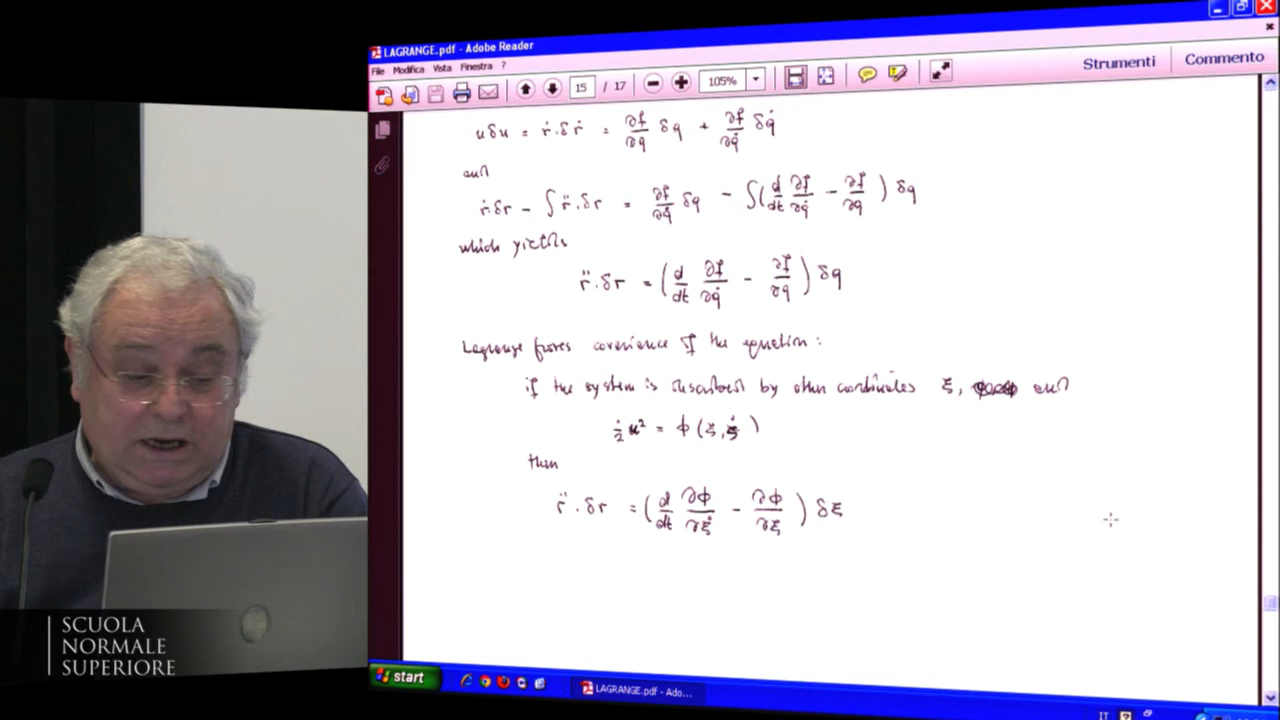 LAGRANGE.pdf - Adobe Reader
File Modifica Vista Finestra ?
15 / 17 105% Strumenti Commento
u δu = ṙ·δṙ = ∂f/∂q δq + ∂f/∂q̇ δq̇
and
ṙ δr - ∫ r̈·δr = ∂f/∂q̇ δq - ∫(d/dt ∂f/∂q̇ - ∂f/∂q) δq
which yields
r̈·δr = (d/dt ∂f/∂q̇ - ∂f/∂q) δq
Lagrange proves covariance of the equation:
if the system is described by other coordinates ξ, and
½ u² = ϕ(ξ, ξ̇)
then
r̈·δr = (d/dt ∂ϕ/∂ξ̇ - ∂ϕ/∂ξ) δξ
SCUOLA
NORMALE
SUPERIORE
start
LAGRANGE.pdf - Ado...
IT